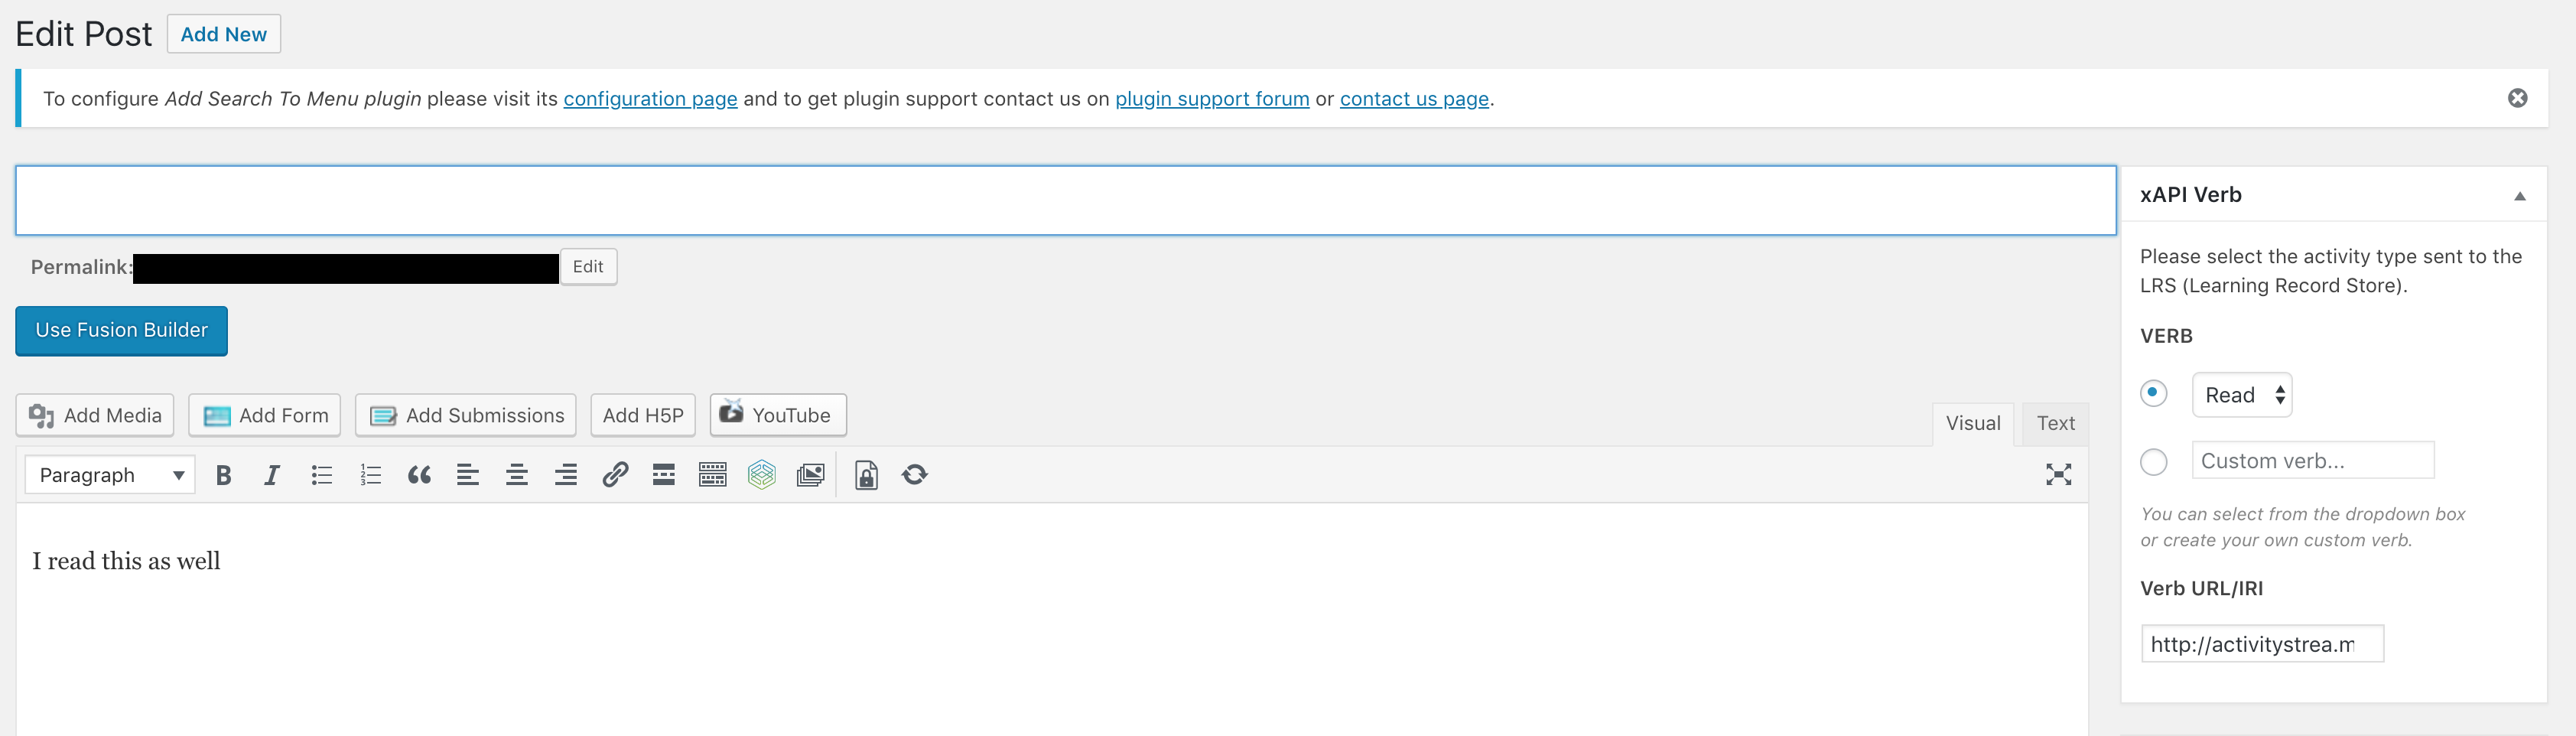 Edit Post Add New
To configure Add Search To Menu plugin please visit its configuration page and to get plugin support contact us on plugin support forum or contact us page.
Permalink: Edit
Use Fusion Builder
Add Media Add Form Add Submissions Add H5P YouTube
Visual Text
Paragraph B I
I read this as well
xAPI Verb
Please select the activity type sent to the
LRS (Learning Record Store).
VERB
Read
Custom verb...
You can select from the dropdown box
or create your own custom verb.
Verb URL/IRI
http://activitystrea.m